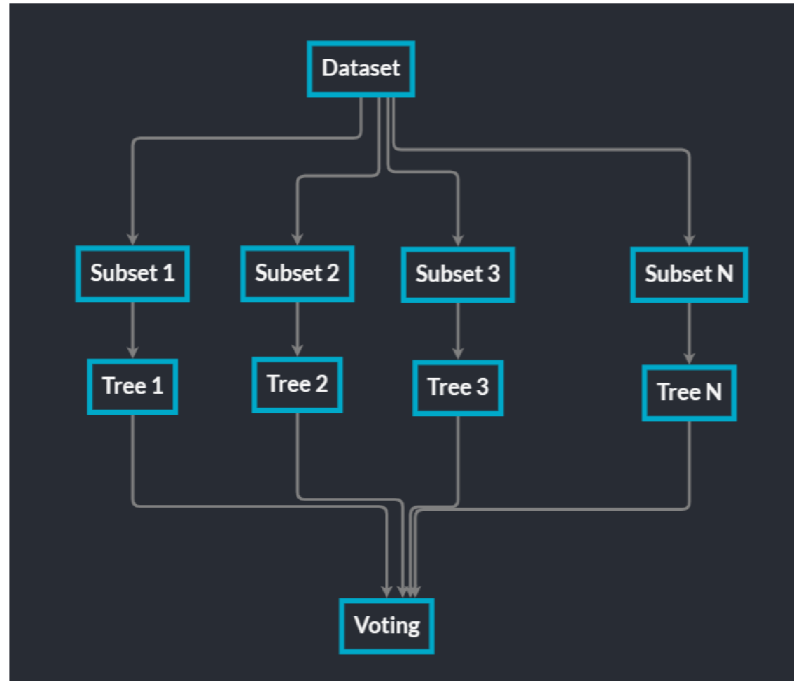 Dataset
Subset 1
Subset 2
Subset 3
Subset N
Tree 1
Tree 2
Tree 3
Tree N
Voting